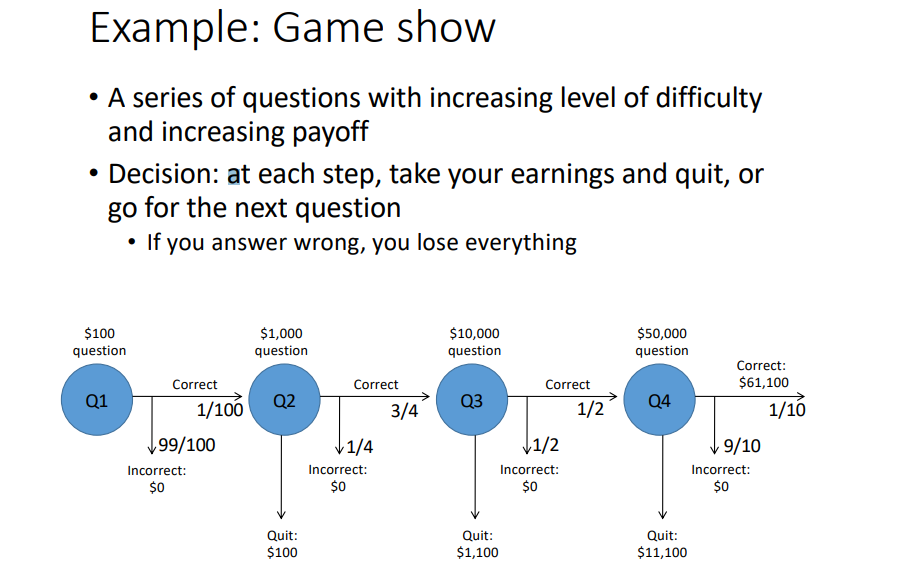 Example: Game show
• A series of questions with increasing level of difficulty
and increasing payoff
• Decision: at each step, take your earnings and quit, or
go for the next question
• If you answer wrong, you lose everything
$100
question
$1,000
question
$10,000
question
$50,000
question
Q1
Correct
1/100
99/100
Incorrect:
$0
Q2
Correct
3/4
1/4
Incorrect:
$0
Quit:
$100
Q3
Correct
1/2
1/2
Incorrect:
$0
Quit:
$1,100
Q4
Correct:
$61,100
1/10
9/10
Incorrect:
$0
Quit:
$11,100